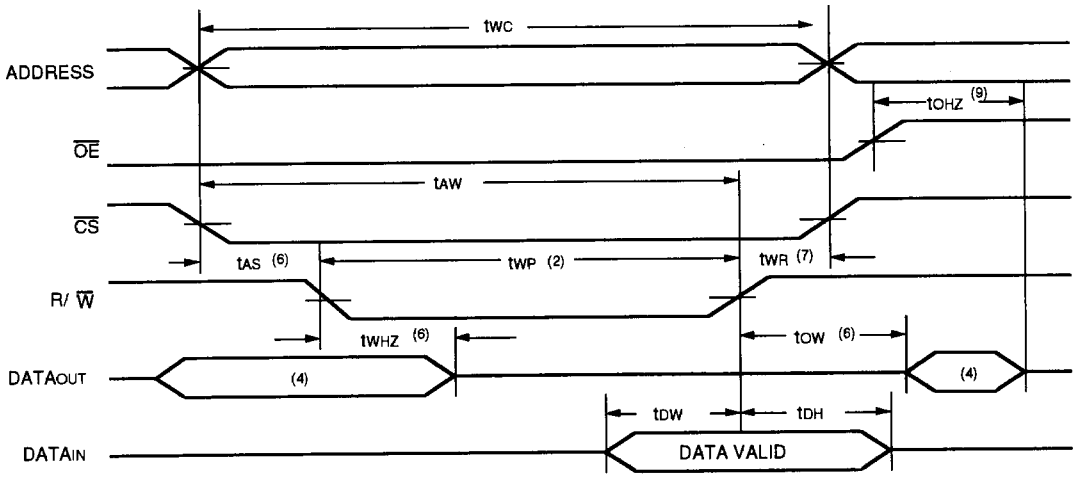 tWC
ADDRESS
tOHZ (9)
OE
tAW
CS
tAS (6) tWP (2) tWR (7)
R/ W
tWHZ (6) tOW (6)
DATAOUT (4) (4)
tDW tDH
DATAIN DATA VALID